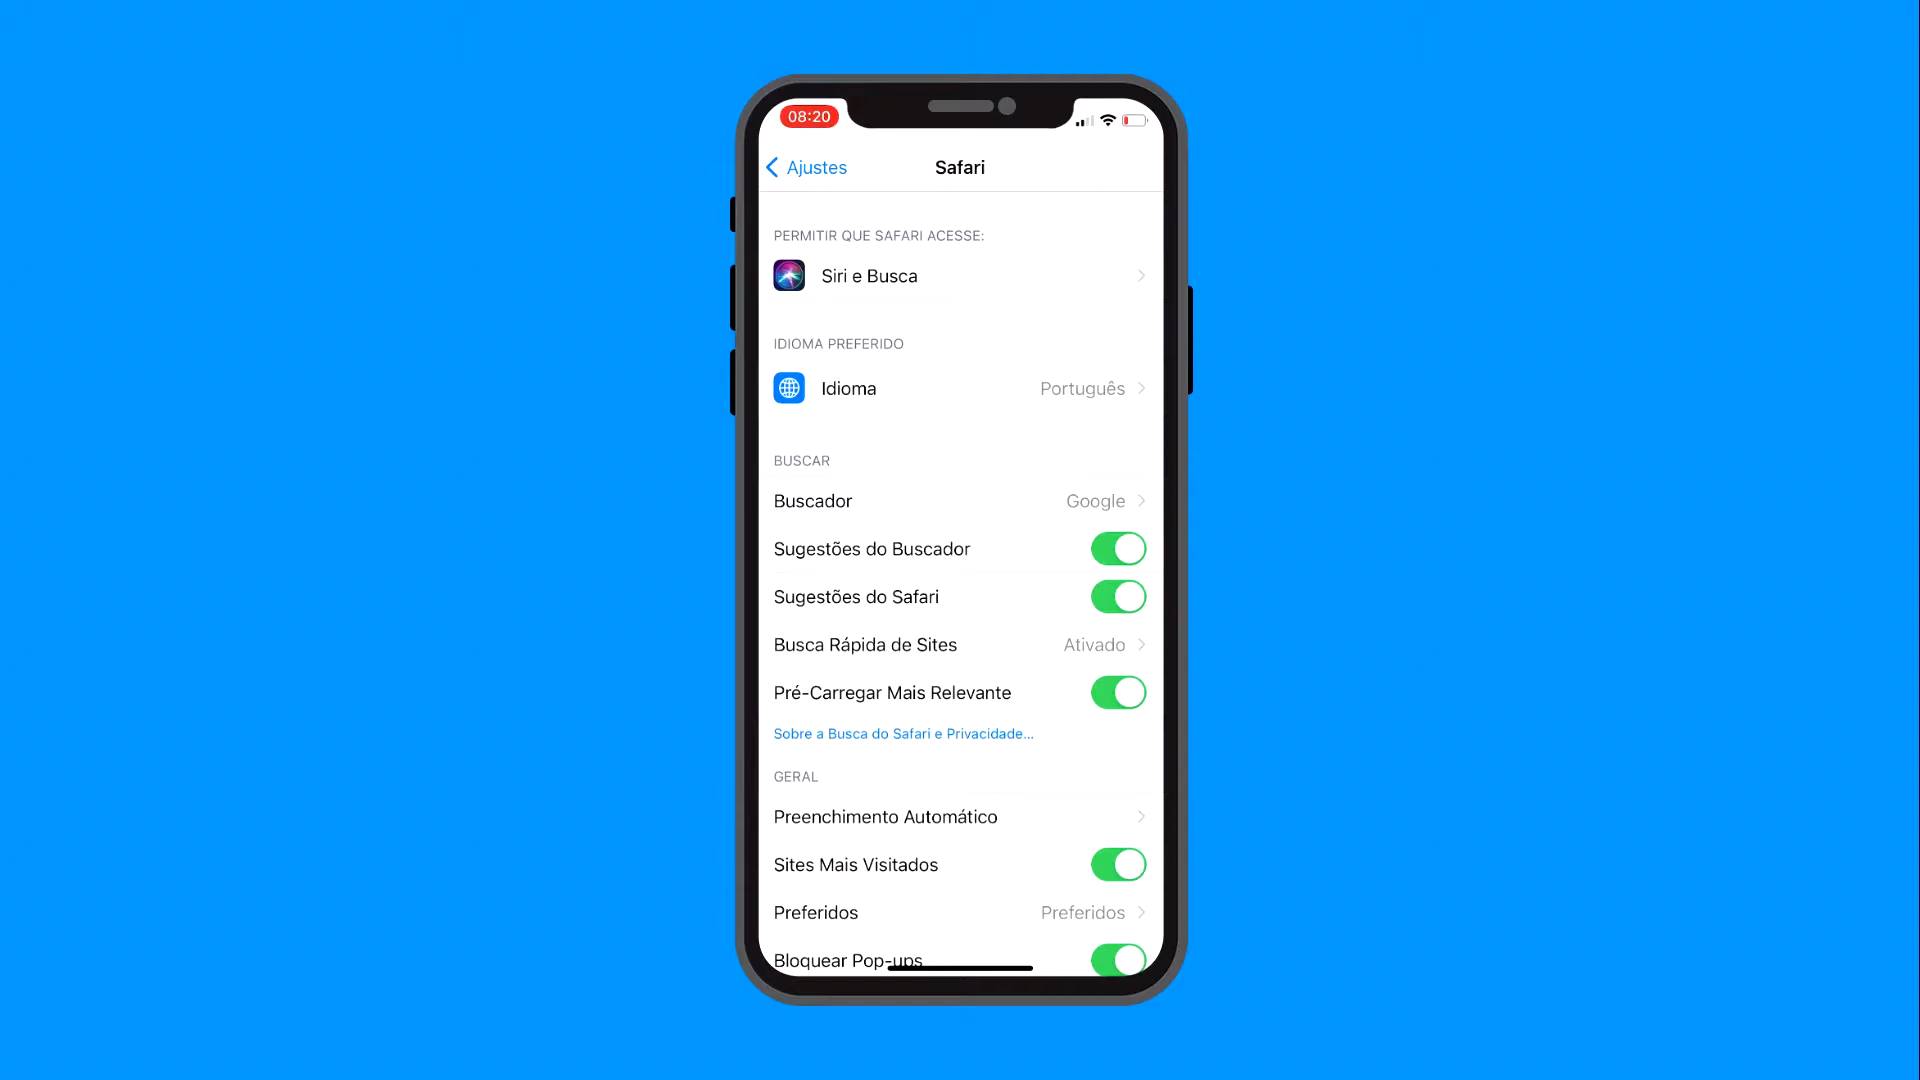 08:20
Ajustes
Safari
PERMITIR QUE SAFARI ACESSE:
Siri e Busca
IDIOMA PREFERIDO
Idioma Português
BUSCAR
Buscador Google
Sugestões do Buscador
Sugestões do Safari
Busca Rápida de Sites Ativado
Pré-Carregar Mais Relevante
Sobre a Busca do Safari e Privacidade...
GERAL
Preenchimento Automático
Sites Mais Visitados
Preferidos Preferidos
Bloquear Pop-ups